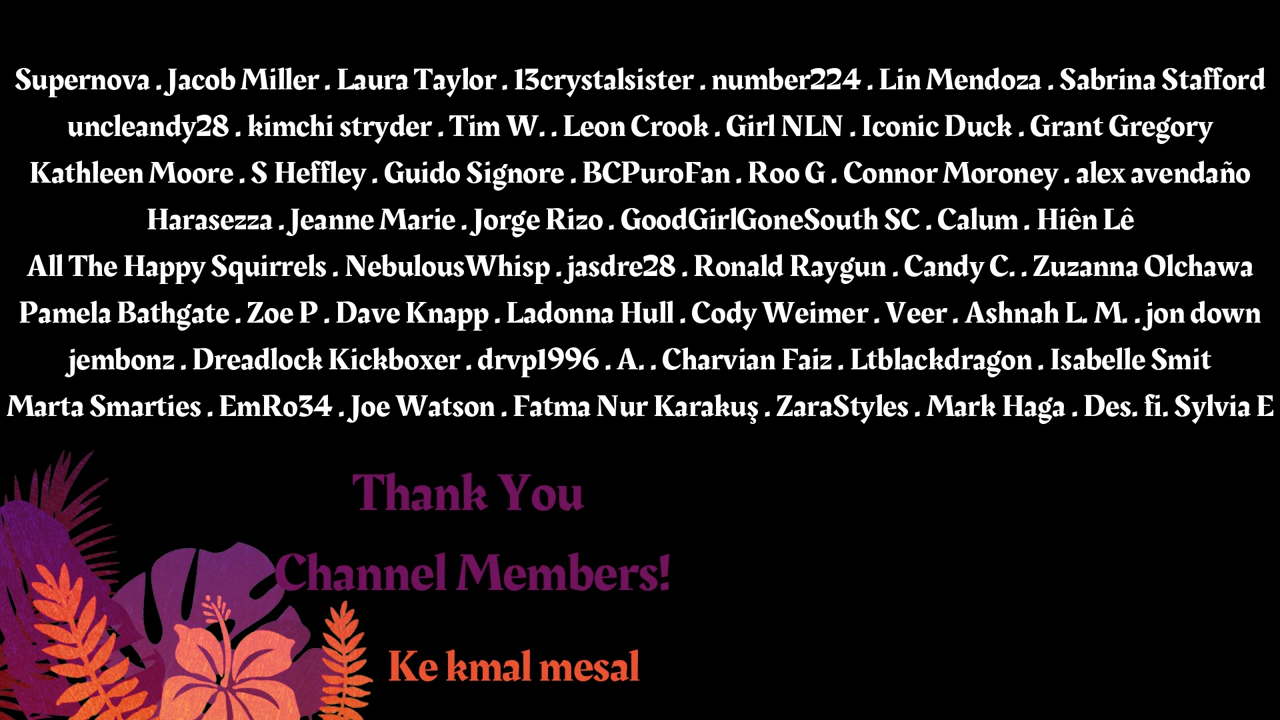 Supernova . Jacob Miller . Laura Taylor . 13crystalsister . number224 . Lin Mendoza . Sabrina Stafford
uncleandy28 . kimchi stryder . Tim W. . Leon Crook . Girl NLN . Iconic Duck . Grant Gregory
Kathleen Moore . S Heffley . Guido Signore . BCPuroFan . Roo G . Connor Moroney . alex avendaño
Harasezza . Jeanne Marie . Jorge Rizo . GoodGirlGoneSouth SC . Calum . Hiên Lê
All The Happy Squirrels . NebulousWhisp . jasdre28 . Ronald Raygun . Candy C. . Zuzanna Olchawa
Pamela Bathgate . Zoe P . Dave Knapp . Ladonna Hull . Cody Weimer . Veer . Ashnah L. M. . jon down
jembonz . Dreadlock Kickboxer . drvp1996 . A. . Charvian Faiz . Ltblackdragon . Isabelle Smit
Marta Smarties . EmRo34 . Joe Watson . Fatma Nur Karakuş . ZaraStyles . Mark Haga . Des. fi. Sylvia E
Thank You
Channel Members!
Ke kmal mesal